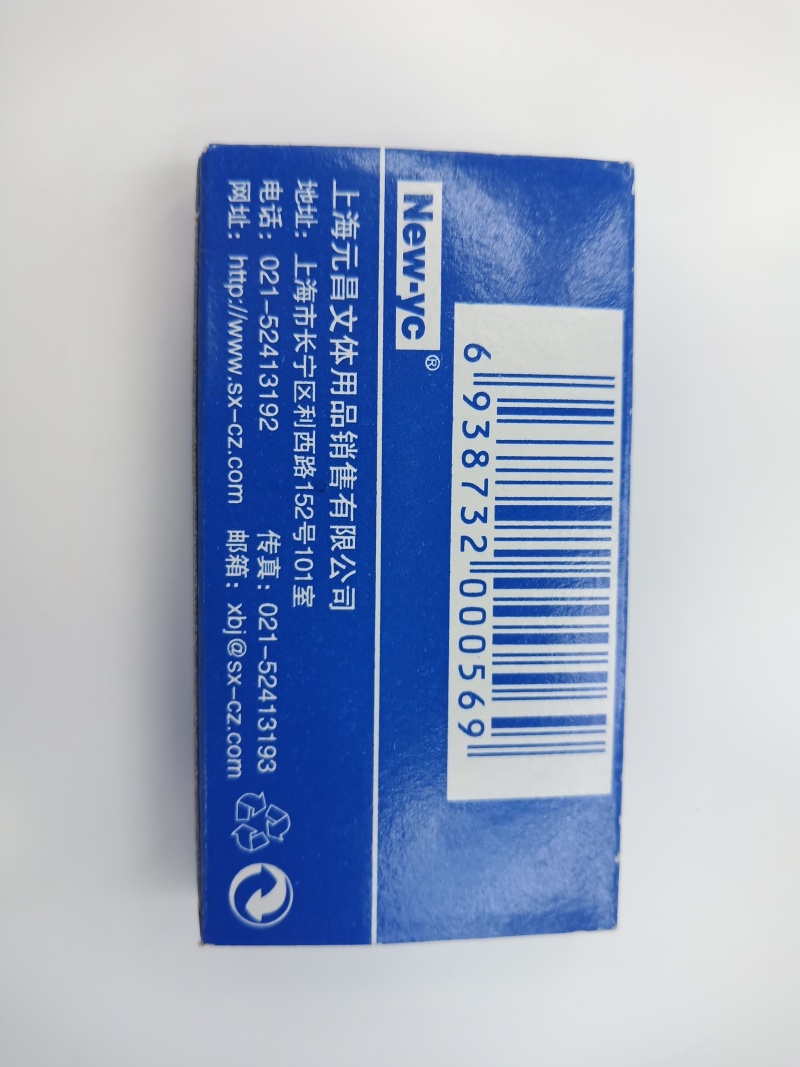 6 938732 000569
New-yc®
上海元昌文体用品销售有限公司
地址：上海市长宁区利西路152号101室
电话：021-52413192 传真：021-52413193
网址：http://www.sx-cz.com 邮箱：xbj@sx-cz.com